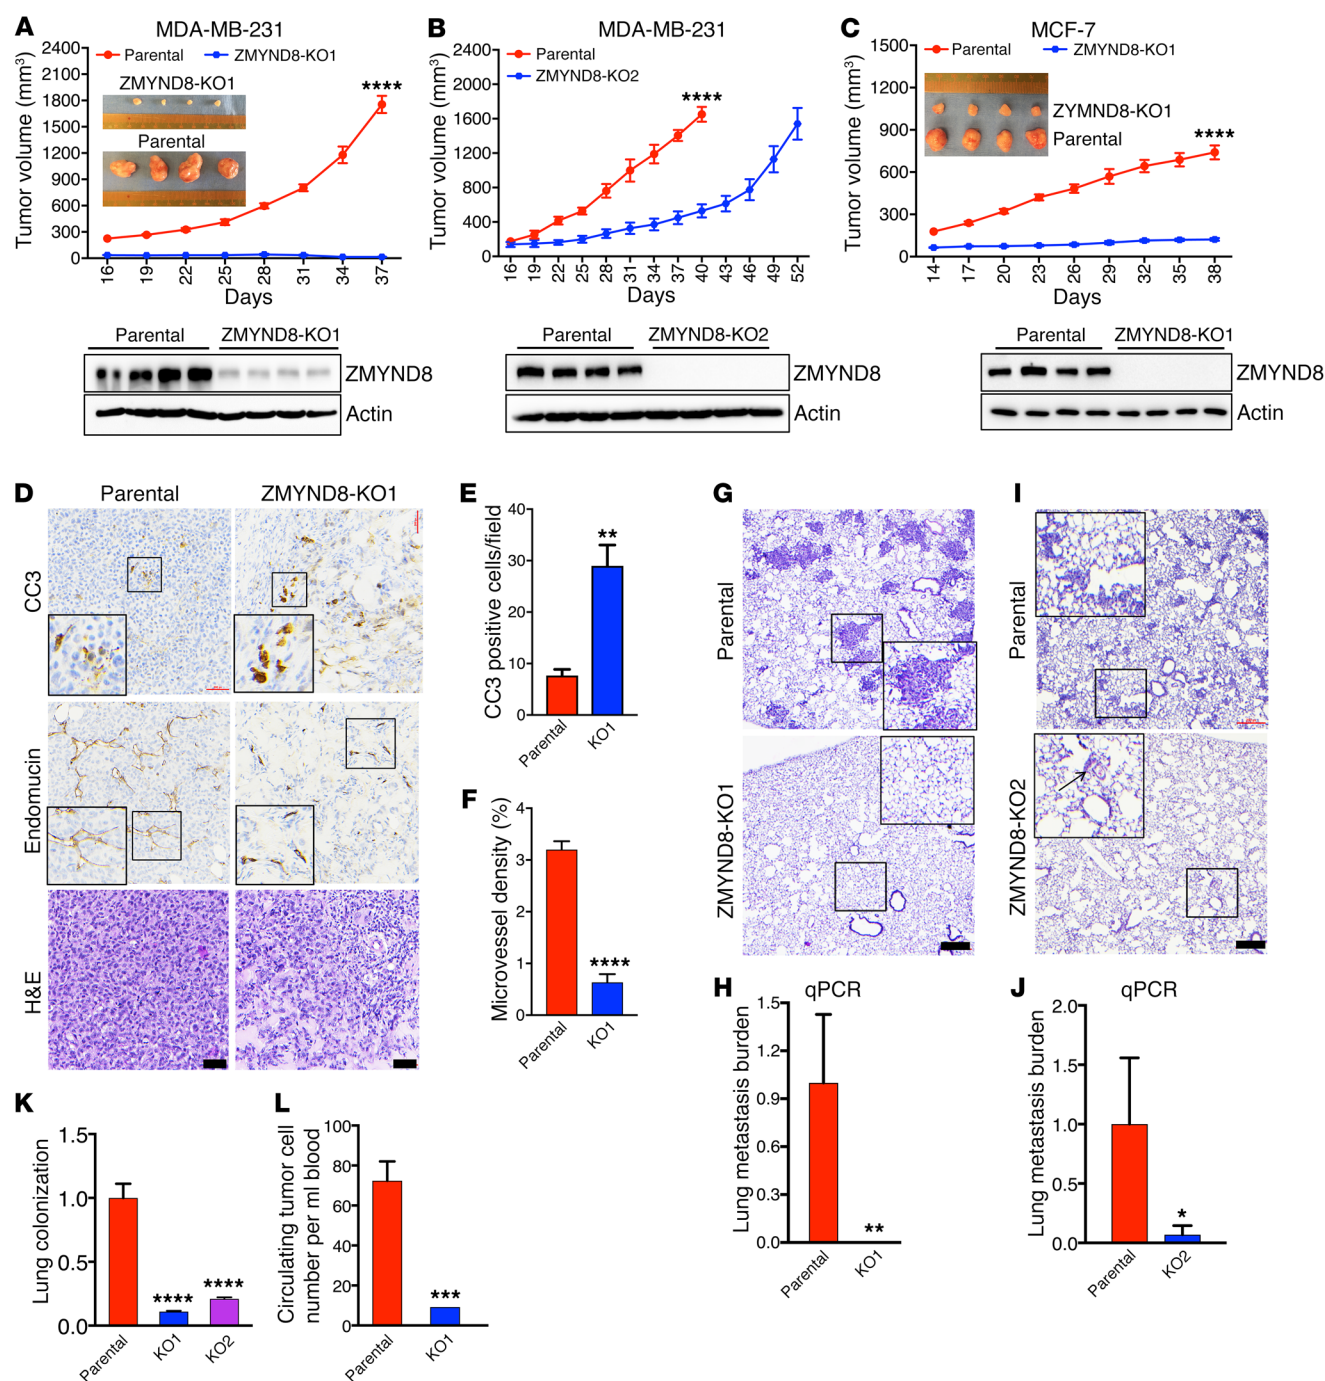 A
MDA-MB-231
2400
2100
1800
1500
1200
900
600
300
0
Tumor volume (mm³)
Parental
ZMYND8-KO1
ZMYND8-KO1
Parental
****
16
19
22
25
28
31
34
37
Days
Parental
ZMYND8-KO1
ZMYND8
Actin
B
MDA-MB-231
2400
2000
1600
1200
800
400
0
Tumor volume (mm³)
Parental
ZMYND8-KO2
****
16
19
22
25
28
31
34
37
40
43
46
49
52
Days
Parental
ZMYND8-KO2
ZMYND8
Actin
C
MCF-7
1500
1200
900
600
300
0
Tumor volume (mm³)
Parental
ZMYND8-KO1
ZYMND8-KO1
Parental
****
14
17
20
23
26
29
32
35
38
Days
Parental
ZMYND8-KO1
ZMYND8
Actin
D
Parental
ZMYND8-KO1
CC3
Endomucin
H&E
E
40
30
20
10
0
CC3 positive cells/field
**
Parental
KO1
F
4
3
2
1
0
Microvessel density (%)
****
Parental
KO1
G
Parental
ZMYND8-KO1
H
qPCR
1.5
1.2
0.9
0.6
0.3
0.0
Lung metastasis burden
**
Parental
KO1
I
Parental
ZMYND8-KO2
J
qPCR
2.0
1.5
1.0
0.5
0.0
Lung metastasis burden
*
Parental
KO2
K
1.5
1.0
0.5
0.0
Lung colonization
****
****
Parental
KO1
KO2
L
100
80
60
40
20
0
Circulating tumor cell
number per ml blood
***
Parental
KO1